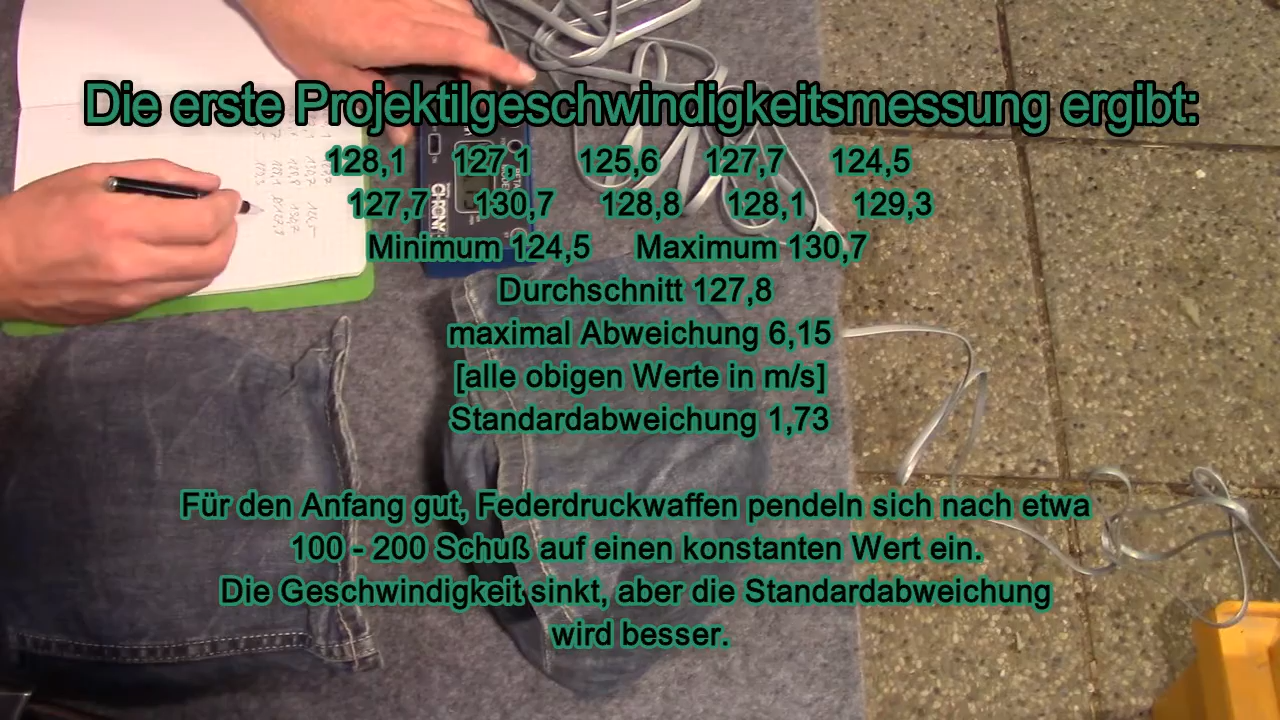 Die erste Projektilgeschwindigkeitsmessung ergibt:
128,1 127,1 125,6 127,7 124,5
127,7 130,7 128,8 128,1 129,3
Minimum 124,5 Maximum 130,7
Durchschnitt 127,8
maximal Abweichung 6,15
[alle obigen Werte in m/s]
Standardabweichung 1,73
Für den Anfang gut, Federdruckwaffen pendeln sich nach etwa
100 - 200 Schuß auf einen konstanten Wert ein.
Die Geschwindigkeit sinkt, aber die Standardabweichung
wird besser.